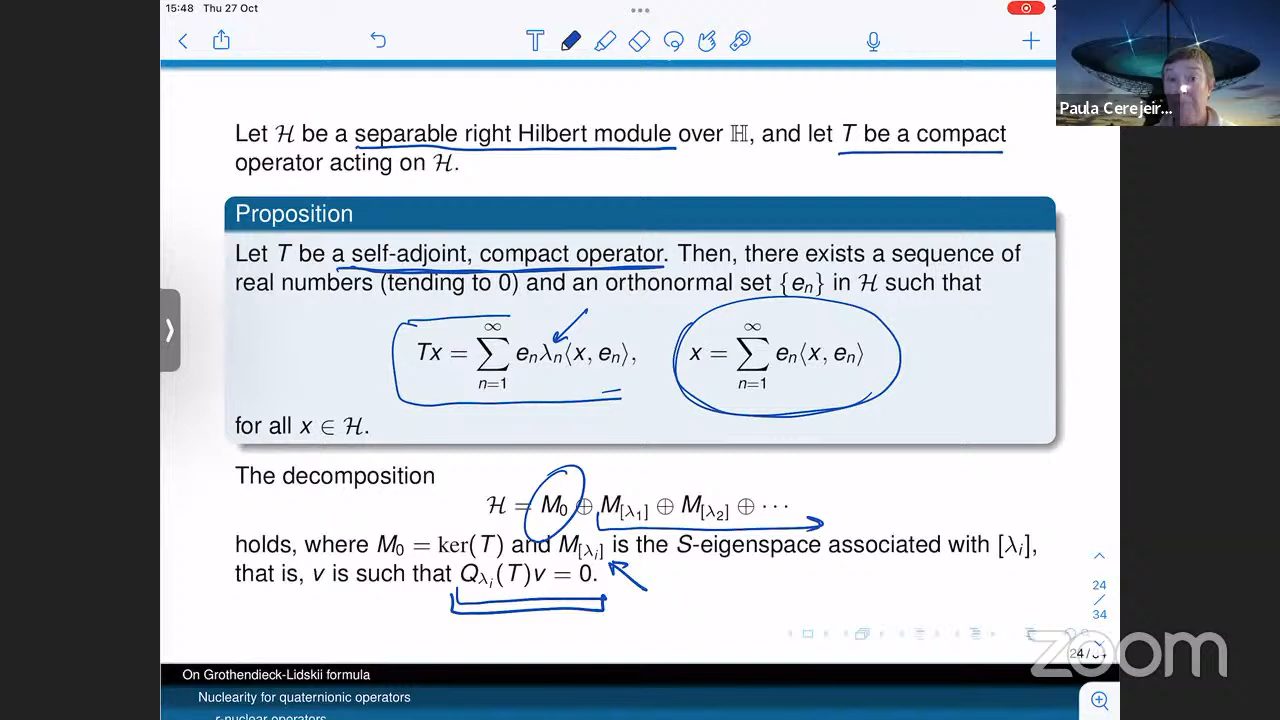 15:48 Thu 27 Oct
Paula Cerejeir...
Let ℋ be a separable right Hilbert module over ℍ, and let T be a compact
operator acting on ℋ.
Proposition
Let T be a self-adjoint, compact operator. Then, there exists a sequence of
real numbers (tending to 0) and an orthonormal set {eₙ} in ℋ such that
Tx = ∑_{n=1}^{∞} eₙλₙ⟨x, eₙ⟩, x = ∑_{n=1}^{∞} eₙ⟨x, eₙ⟩
for all x ∈ ℋ.
The decomposition
ℋ = M₀ ⊕ M_{[λ₁]} ⊕ M_{[λ₂]} ⊕ ⋯
holds, where M₀ = ker(T) and M_{[λᵢ]} is the S-eigenspace associated with [λᵢ],
that is, v is such that Q_{λᵢ}(T)v = 0.
24
/
34
24/34
zoom
On Grothendieck-Lidskii formula
Nuclearity for quaternionic operators
r-nuclear operators